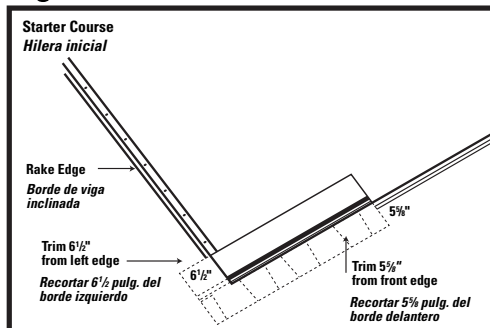 Starter Course
Hilera inicial
Rake Edge
Borde de viga
inclinada
Trim 6½"
from left edge
Recortar 6½ pulg. del
borde izquierdo
6½"
5⅝"
Trim 5⅝"
from front edge
Recortar 5⅝ pulg. del
borde delantero